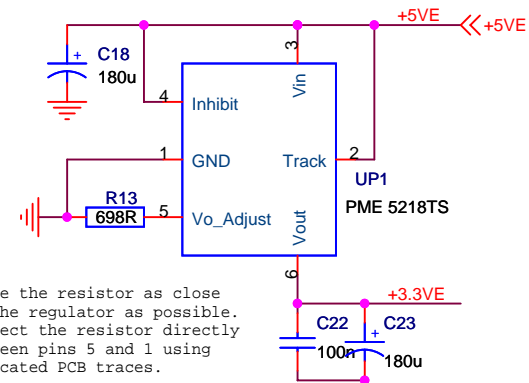 +5VE
+5VE
C18
+
180u
3
Vin
4
Inhibit
1
GND
Track
2
UP1
R13
698R
5
Vo_Adjust
Vout
PME 5218TS
6
+3.3VE
e the resistor as close
he regulator as possible.
ect the resistor directly
een pins 5 and 1 using
cated PCB traces.
C22
100n
+
C23
180u